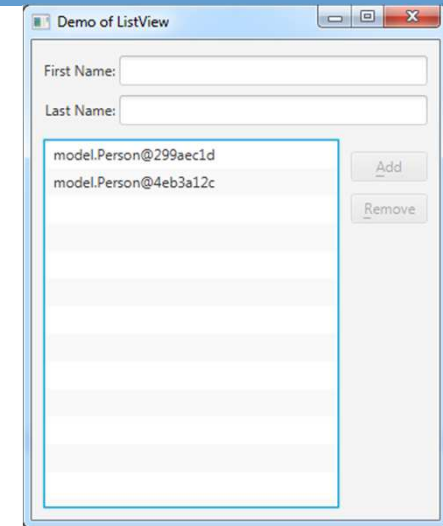 Demo of ListView
First Name:
Last Name:
model.Person@299aec1d
model.Person@4eb3a12c
Add
Remove